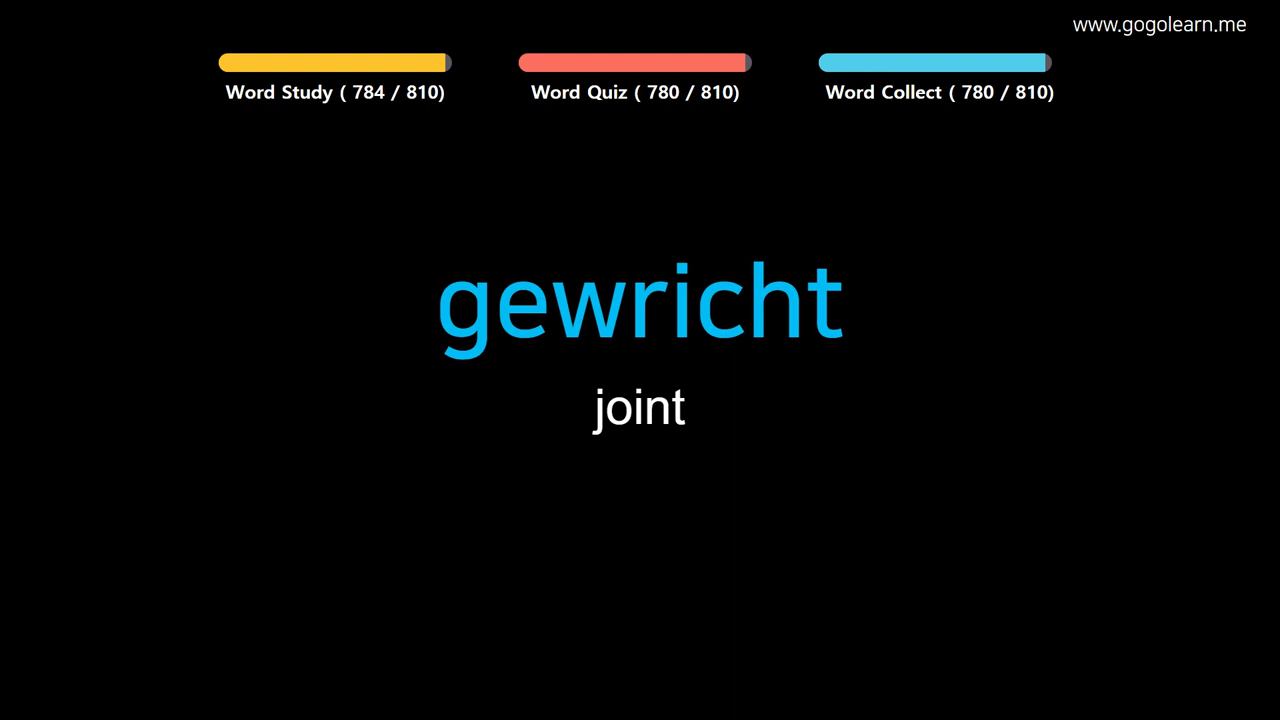 www.gogolearn.me
Word Study ( 784 / 810)
Word Quiz ( 780 / 810)
Word Collect ( 780 / 810)
gewricht
joint